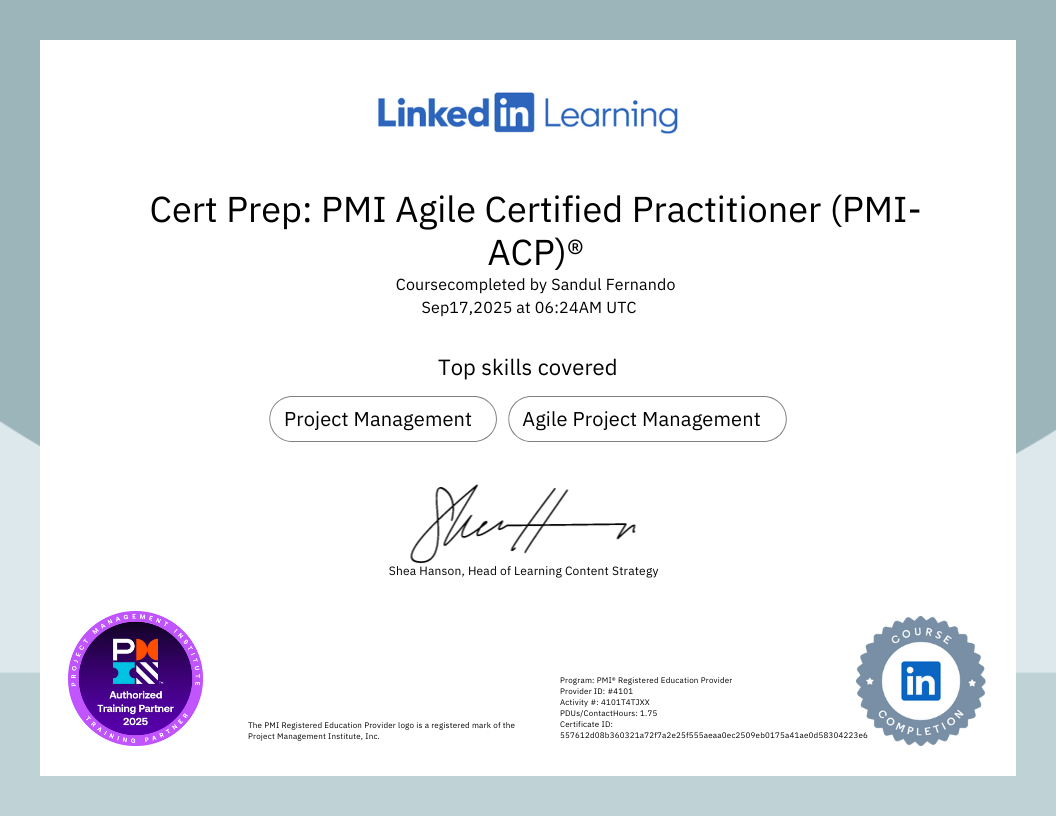 Linked in Learning
Cert Prep: PMI Agile Certified Practitioner (PMI-
ACP)®
Coursecompleted by Sandul Fernando
Sep17,2025 at 06:24AM UTC
Top skills covered
Project Management
Agile Project Management
Shea Hanson, Head of Learning Content Strategy
PROJECT MANAGEMENT INSTITUTE
PMI
Authorized
Training Partner
2025
TRAINING PARTNER
The PMI Registered Education Provider logo is a registered mark of the
Project Management Institute, Inc.
Program: PMI® Registered Education Provider
Provider ID: #4101
Activity #: 4101T4TJXX
PDUs/ContactHours: 1.75
Certificate ID:
557612d08b360321a72f7a2e25f555aeaa0ec2509eb0175a41ae0d58304223e6
COURSE
in
COMPLETION